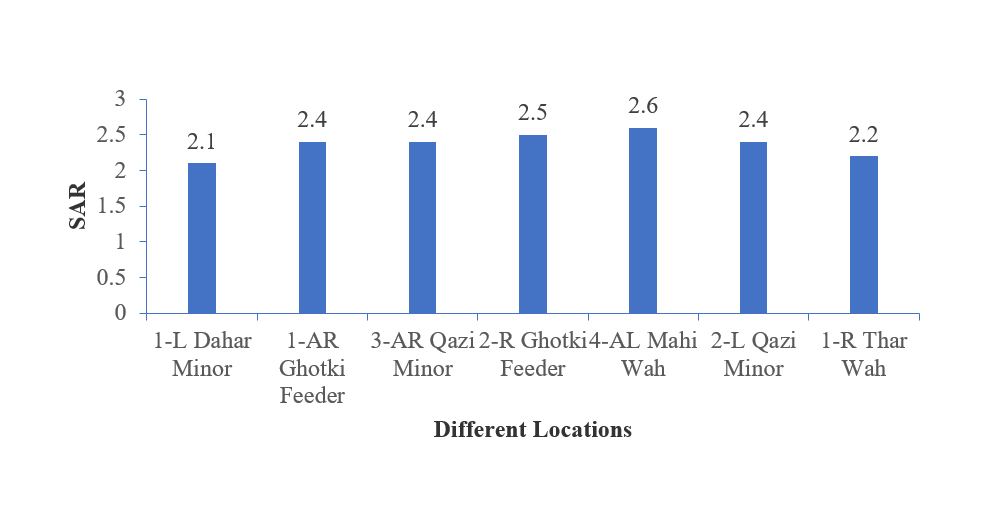 3
2.5
2
1.5
1
0.5
0
SAR
2.1
2.4
2.4
2.5
2.6
2.4
2.2
1-L Dahar
Minor
1-AR
Ghotki
Feeder
3-AR Qazi
Minor
2-R Ghotki
Feeder
4-AL Mahi
Wah
2-L Qazi
Minor
1-R Thar
Wah
Different Locations